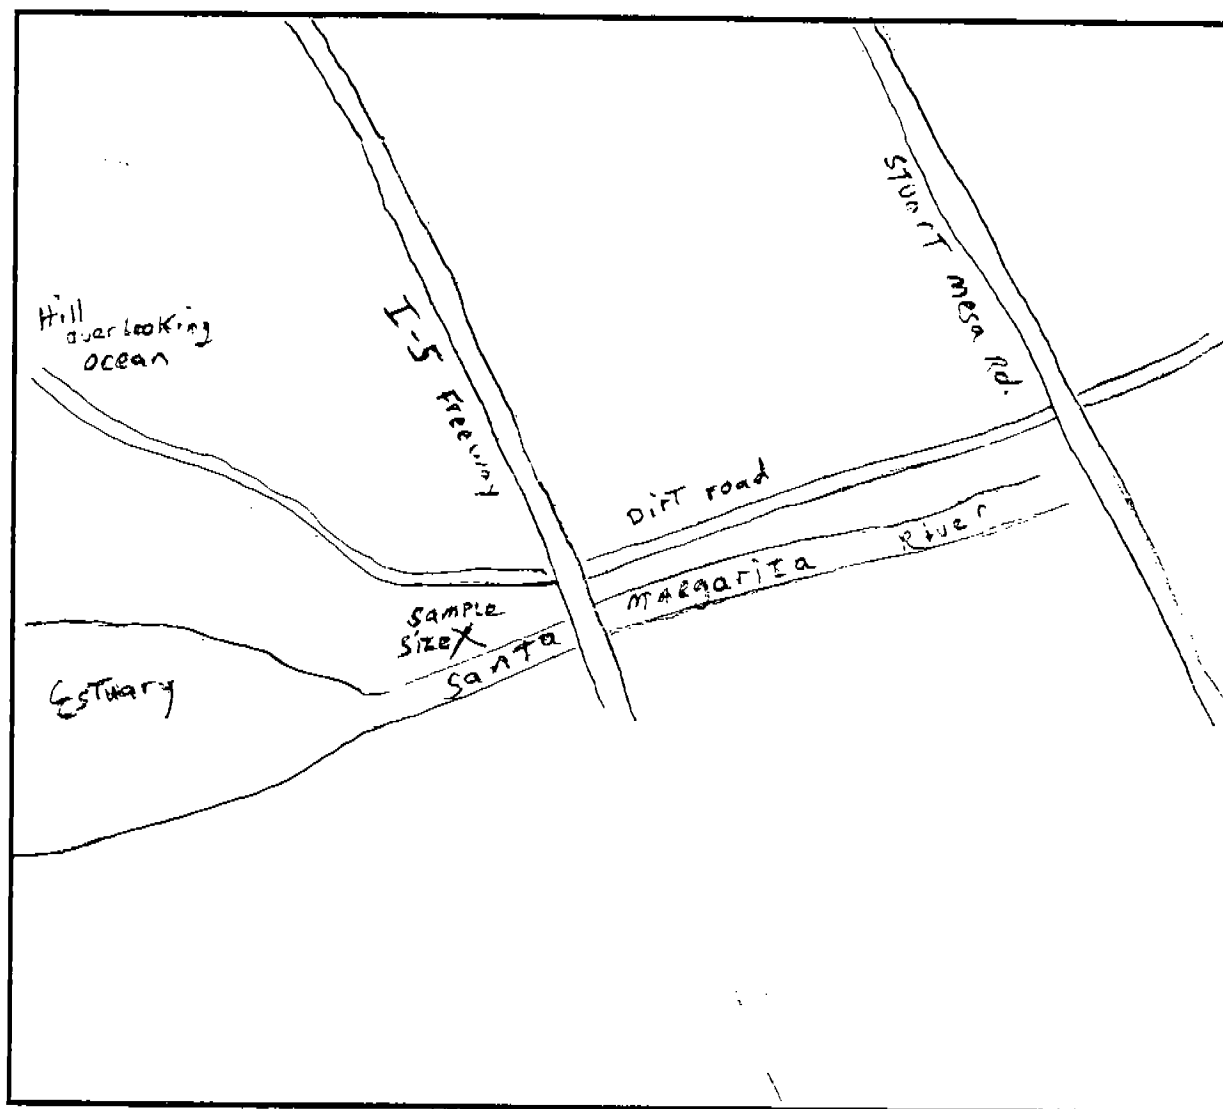 Stuart Mesa Rd.
Hill
overlooking
ocean
I-5 Freeway
Dirt road
Santa Margarita River
Sample
Size X
Estuary